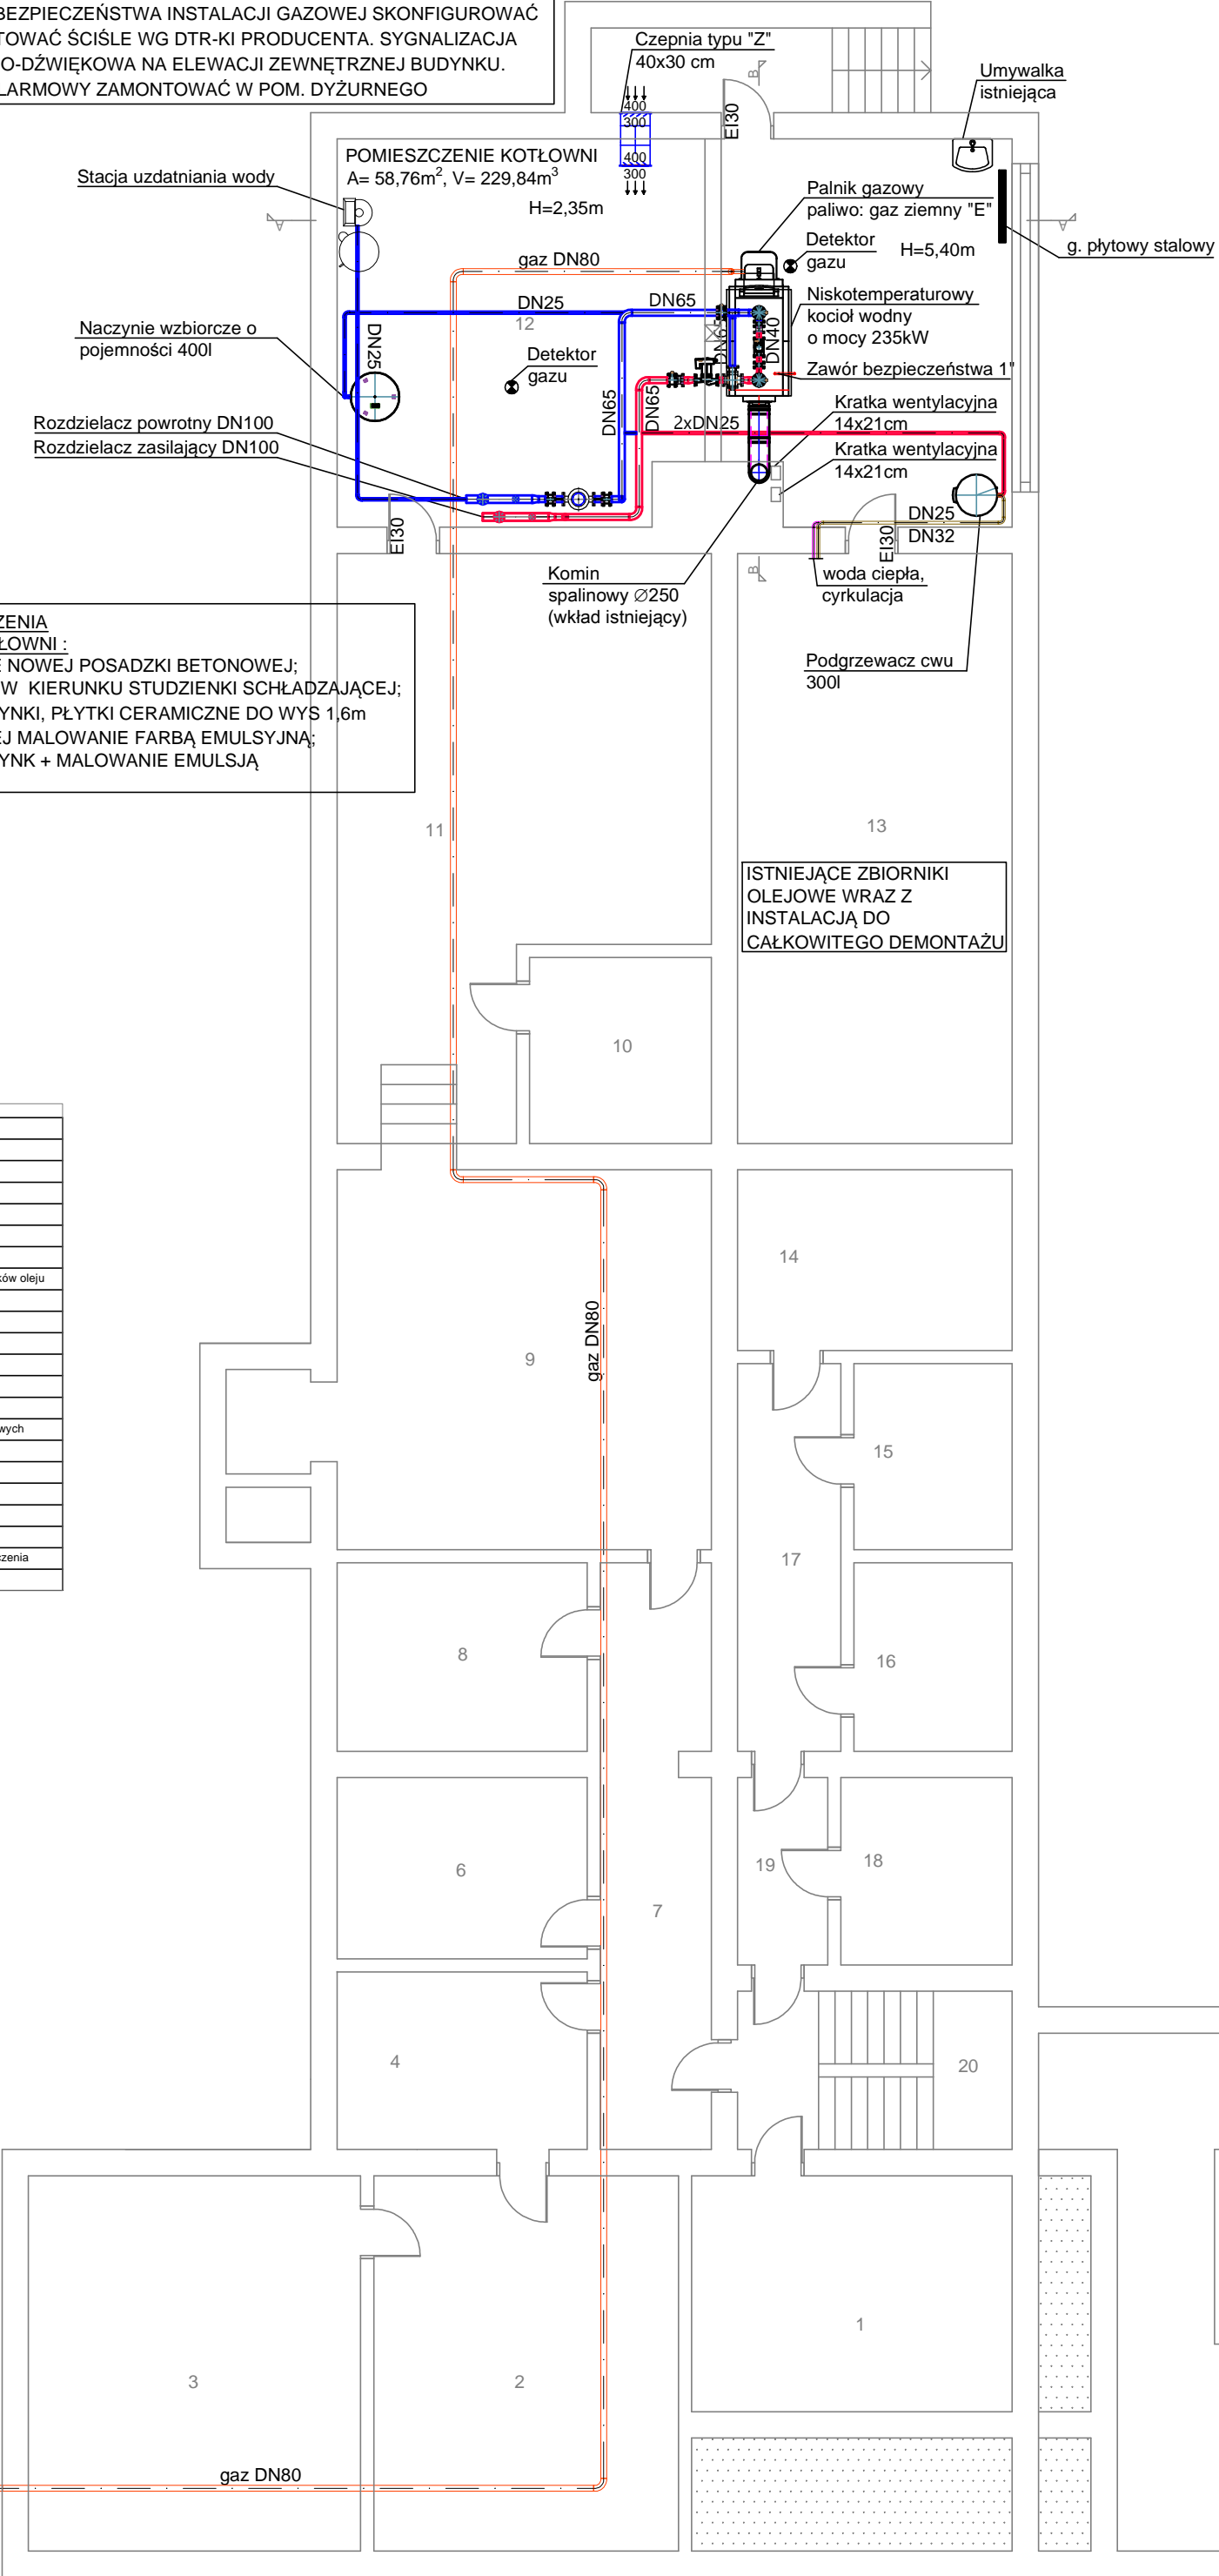 BEZPIECZEŃSTWA INSTALACJI GAZOWEJ SKONFIGUROWAĆ
TOWAĆ ŚCIŚLE WG DTR-KI PRODUCENTA. SYGNALIZACJA
O-DŹWIĘKOWA NA ELEWACJI ZEWNĘTRZNEJ BUDYNKU.
LARMOWY ZAMONTOWAĆ W POM. DYŻURNEGO
Czepnia typu "Z"
40x30 cm
B
EI30
Umywalka
istniejąca
400
300
400
300
POMIESZCZENIE KOTŁOWNI
A= 58,76m², V= 229,84m³
H=2,35m
Stacja uzdatniania wody
A
A
Palnik gazowy
paliwo: gaz ziemny "E"
g. płytowy stalowy
Detektor
gazu
H=5,40m
gaz DN80
DN25
DN65
12
Niskotemperaturowy
kocioł wodny
o mocy 235kW
Naczynie wzbiorcze o
pojemności 400l
DN25
Detektor
gazu
DN40
Zawór bezpieczeństwa 1"
DN65
DN65
2xDN25
Kratka wentylacyjna
14x21cm
Kratka wentylacyjna
14x21cm
Rozdzielacz powrotny DN100
Rozdzielacz zasilający DN100
EI30
EI30
DN25
DN32
B
Komin
spalinowy ∅250
(wkład istniejący)
woda ciepła,
cyrkulacja
Podgrzewacz cwu
300l
ZENIA
ŁOWNI :
E NOWEJ POSADZKI BETONOWEJ;
W KIERUNKU STUDZIENKI SCHŁADZAJĄCEJ;
YNKI, PŁYTKI CERAMICZNE DO WYS 1,6m
EJ MALOWANIE FARBĄ EMULSYJNĄ;
YNK + MALOWANIE EMULSJĄ
11
13
ISTNIEJĄCE ZBIORNIKI
OLEJOWE WRAZ Z
INSTALACJĄ DO
CAŁKOWITEGO DEMONTAŻU
10
ków oleju
wych
zenia
14
gaz DN80
9
15
17
8
16
6
19
18
7
4
20
1
3
2
gaz DN80